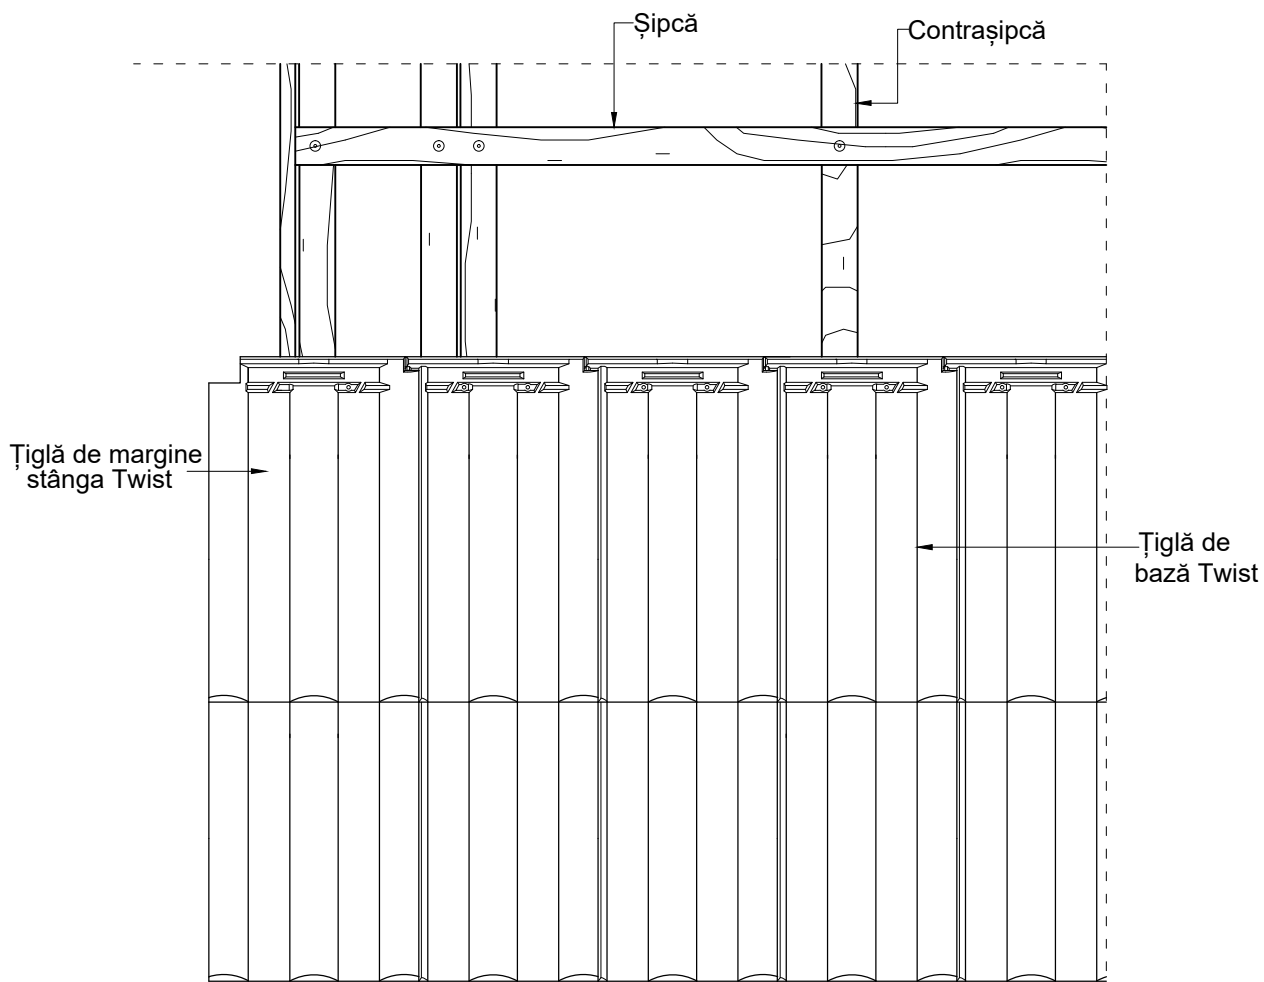 Șipcă
Contrașipcă
Țiglă de margine
stânga Twist
Țiglă de
bază Twist